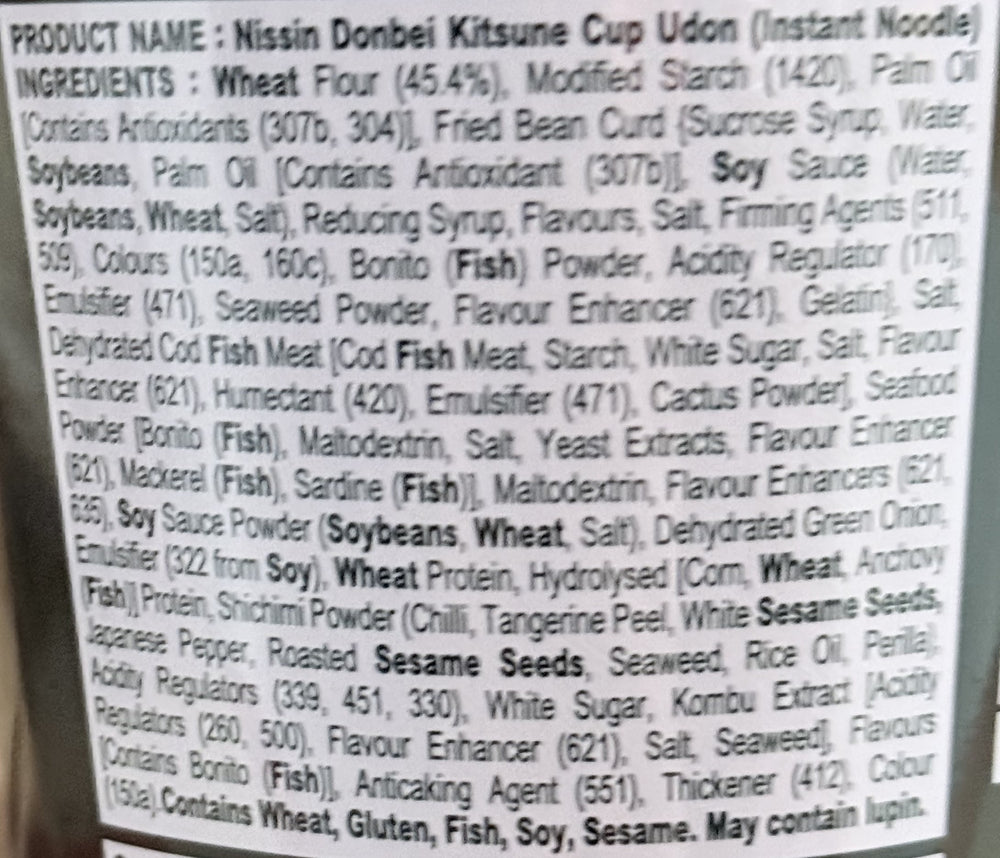 PRODUCT NAME : Nissin Donbei Kitsune Cup Udon (Instant Noodle)
INGREDIENTS : Wheat Flour (45.4%), Modified Starch (1420), Palm Oil
[Contains Antioxidants (307b, 304)], Fried Bean Curd {Sucrose Syrup, Water,
Soybeans, Palm Oil [Contains Antioxidant (307b)], Soy Sauce (Water,
Soybeans, Wheat, Salt), Reducing Syrup, Flavours, Salt, Firming Agents (511,
509), Colours (150a, 160c), Bonito (Fish) Powder, Acidity Regulator (170),
Emulsifier (471), Seaweed Powder, Flavour Enhancer (621), Gelatin}, Salt,
Dehydrated Cod Fish Meat [Cod Fish Meat, Starch, White Sugar, Salt, Flavour
Enhancer (621), Humectant (420), Emulsifier (471), Cactus Powder], Seafood
Powder [Bonito (Fish), Maltodextrin, Salt, Yeast Extracts, Flavour Enhancer
(621), Mackerel (Fish), Sardine (Fish)], Maltodextrin, Flavour Enhancers (621,
635), Soy Sauce Powder (Soybeans, Wheat, Salt), Dehydrated Green Onion,
Emulsifier (322 from Soy), Wheat Protein, Hydrolysed [Corn, Wheat, Anchovy
(Fish)] Protein, Shichimi Powder (Chilli, Tangerine Peel, White Sesame Seeds,
Japanese Pepper, Roasted Sesame Seeds, Seaweed, Rice Oil, Perilla),
Acidity Regulators (339, 451, 330), White Sugar, Kombu Extract [Acidity
Regulators (260, 500), Flavour Enhancer (621), Salt, Seaweed], Flavours
[Contains Bonito (Fish)], Anticaking Agent (551), Thickener (412), Colour
(150a). Contains Wheat, Gluten, Fish, Soy, Sesame. May contain lupin.